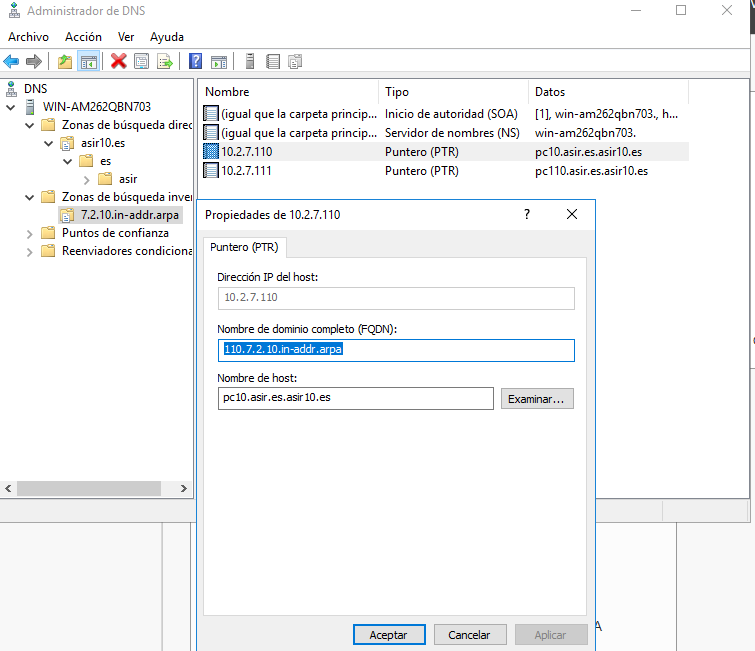 Administrador de DNS
Archivo Acción Ver Ayuda
DNS
WIN-AM262QBN703
Zonas de búsqueda direc
asir10.es
es
asir
Zonas de búsqueda inver
7.2.10.in-addr.arpa
Puntos de confianza
Reenviadores condiciona
Nombre Tipo Datos
(igual que la carpeta princip... Inicio de autoridad (SOA) [1], win-am262qbn703., h...
(igual que la carpeta princip... Servidor de nombres (NS) win-am262qbn703.
10.2.7.110 Puntero (PTR) pc10.asir.es.asir10.es
10.2.7.111 Puntero (PTR) pc110.asir.es.asir10.es
Propiedades de 10.2.7.110
Puntero (PTR)
Dirección IP del host:
10.2.7.110
Nombre de dominio completo (FQDN):
110.7.2.10.in-addr.arpa
Nombre de host:
pc10.asir.es.asir10.es Examinar...
Aceptar Cancelar Aplicar